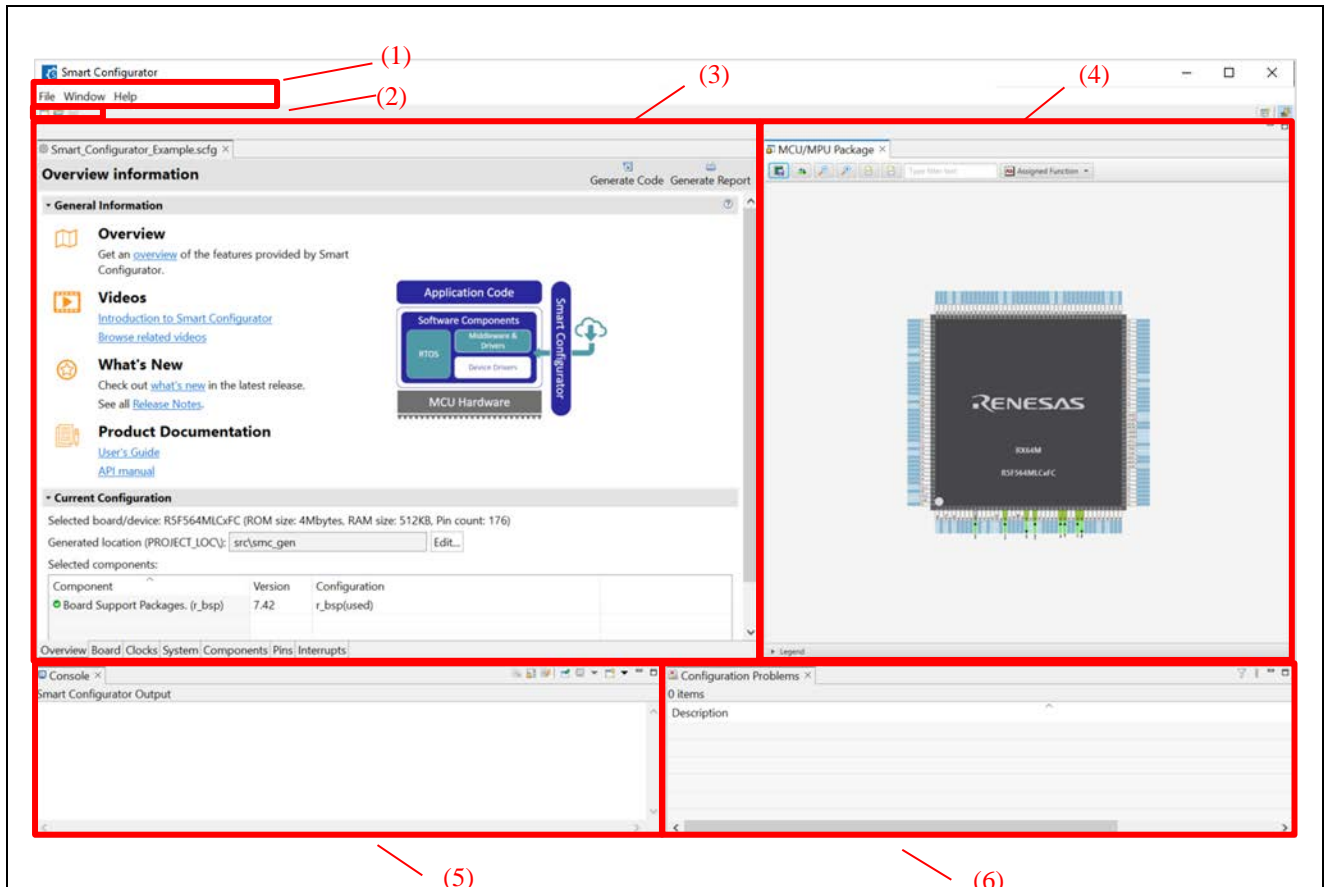 (1)
Smart Configurator
(3)
(4)
File Window Help
(2)
Smart_Configurator_Example.scfg
MCU/MPU Package
Overview information
Generate Code Generate Report
Type filter text
Assigned Function
General Information
Overview
Get an overview of the features provided by Smart
Configurator.
Videos
Introduction to Smart Configurator
Browse related videos
What's New
Check out what's new in the latest release.
See all Release Notes.
Product Documentation
User's Guide
API manual
Application Code
Software Components
RTOS
Middleware &
Drivers
Device Drivers
MCU Hardware
Smart Configurator
RENESAS
RX64M
R5F564MLCxFC
Current Configuration
Selected board/device: R5F564MLCxFC (ROM size: 4Mbytes, RAM size: 512KB, Pin count: 176)
Generated location (PROJECT_LOC\): src\smc_gen Edit...
Selected components:
Component Version Configuration
Board Support Packages. (r_bsp) 7.42 r_bsp(used)
Overview Board Clocks System Components Pins Interrupts
Legend
Console
Smart Configurator Output
Configuration Problems
0 items
Description
(5)
(6)